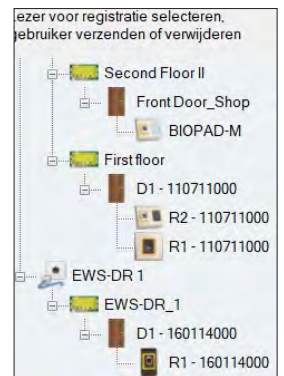 Lezer voor registratie selecteren,
gebruiker verzenden of verwijderen
Second Floor II
Front Door_Shop
BIOPAD-M
First floor
D1 - 110711000
R2 - 110711000
R1 - 110711000
EWS-DR 1
EWS-DR_1
D1 - 160114000
R1 - 160114000